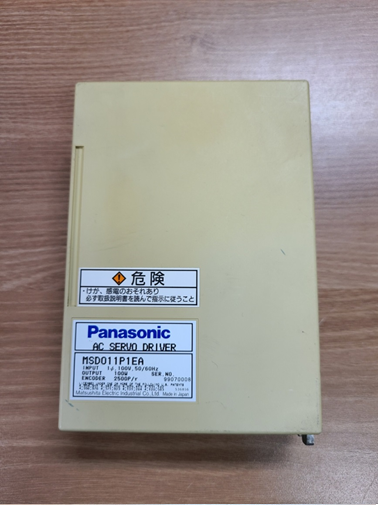 危険
・けが、感電のおそれあり
必ず取扱説明書を読んで指示に従うこと
Panasonic
AC SERVO DRIVER
MSD011P1EA
INPUT 1ϕ, 100V, 50/60Hz
OUTPUT 100W SER.NO
ENCODER 2500P/r 99070008
Matsushita Electric Industrial Co.,Ltd. Made in Japan